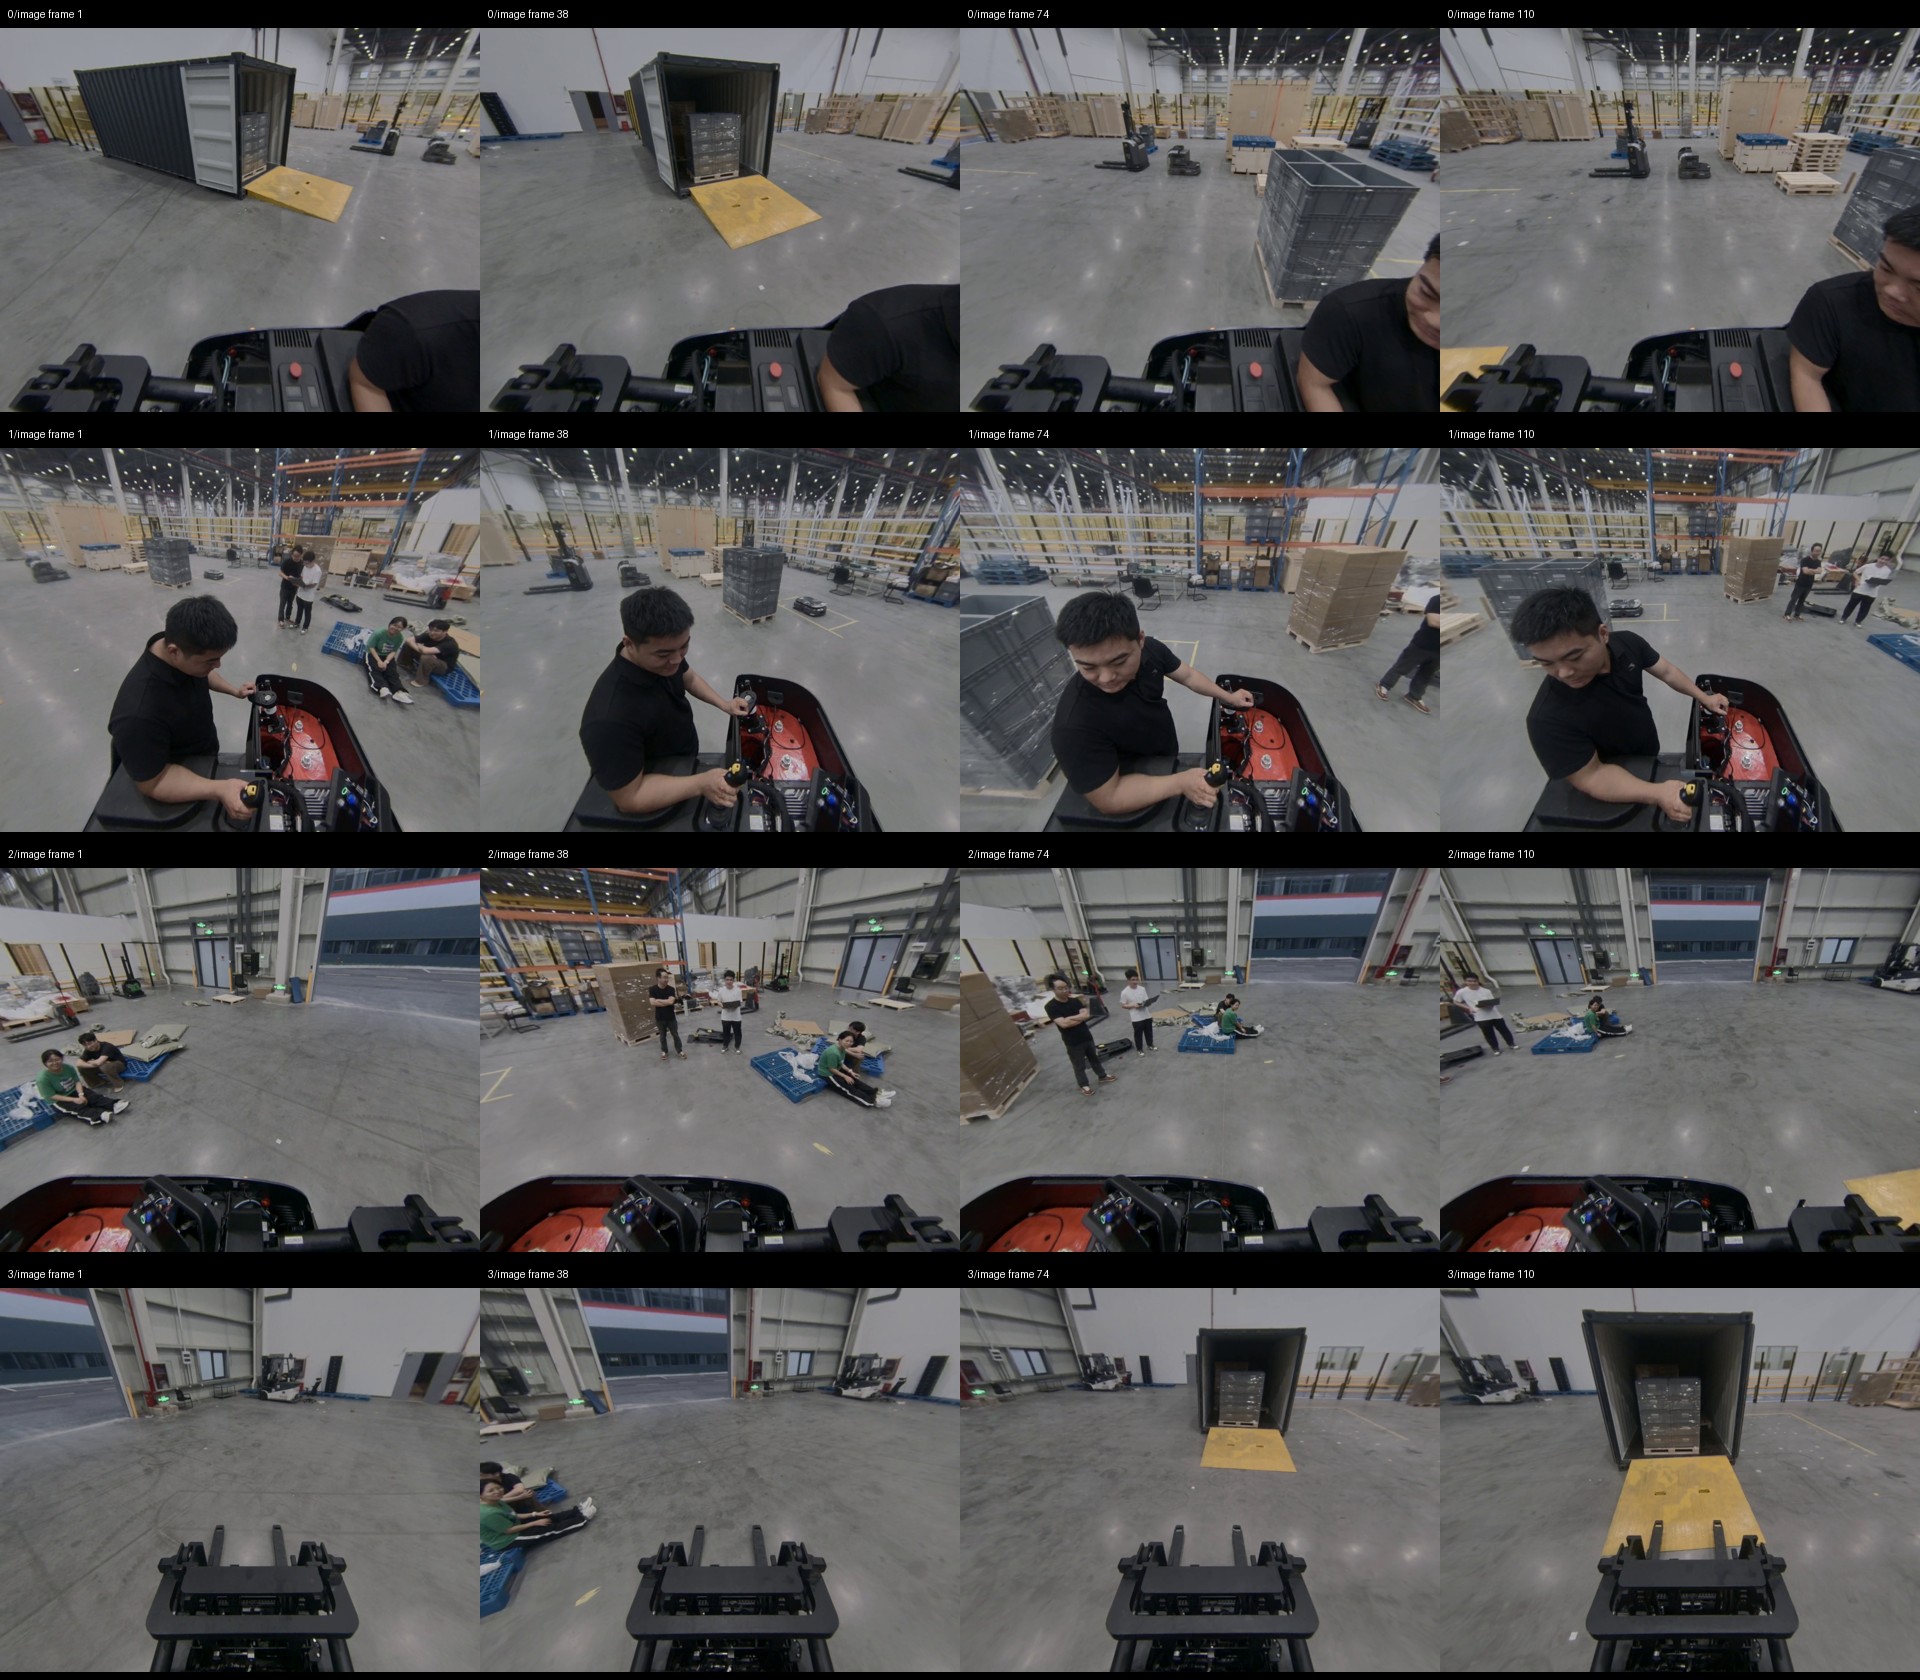 0/image frame 1
0/image frame 38
0/image frame 74
0/image frame 110
1/image frame 1
1/image frame 38
1/image frame 74
1/image frame 110
2/image frame 1
2/image frame 38
2/image frame 74
2/image frame 110
3/image frame 1
3/image frame 38
3/image frame 74
3/image frame 110